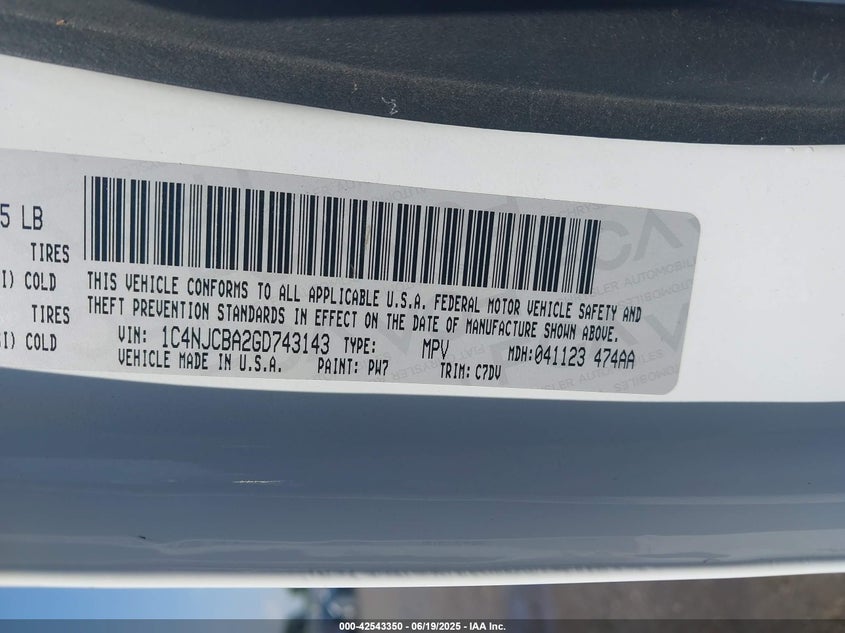 5 LB
TIRES
I) COLD
TIRES
I) COLD
THIS VEHICLE CONFORMS TO ALL APPLICABLE U.S.A. FEDERAL MOTOR VEHICLE SAFETY AND
THEFT PREVENTION STANDARDS IN EFFECT ON THE DATE OF MANUFACTURE SHOWN ABOVE.
VIN: 1C4NJCBA2GD743143 TYPE: MPV MDH:041123 474AA
VEHICLE MADE IN U.S.A. PAINT: PW7 TRIM: C7DV
000-42543350 - 06/19/2025 - IAA Inc.